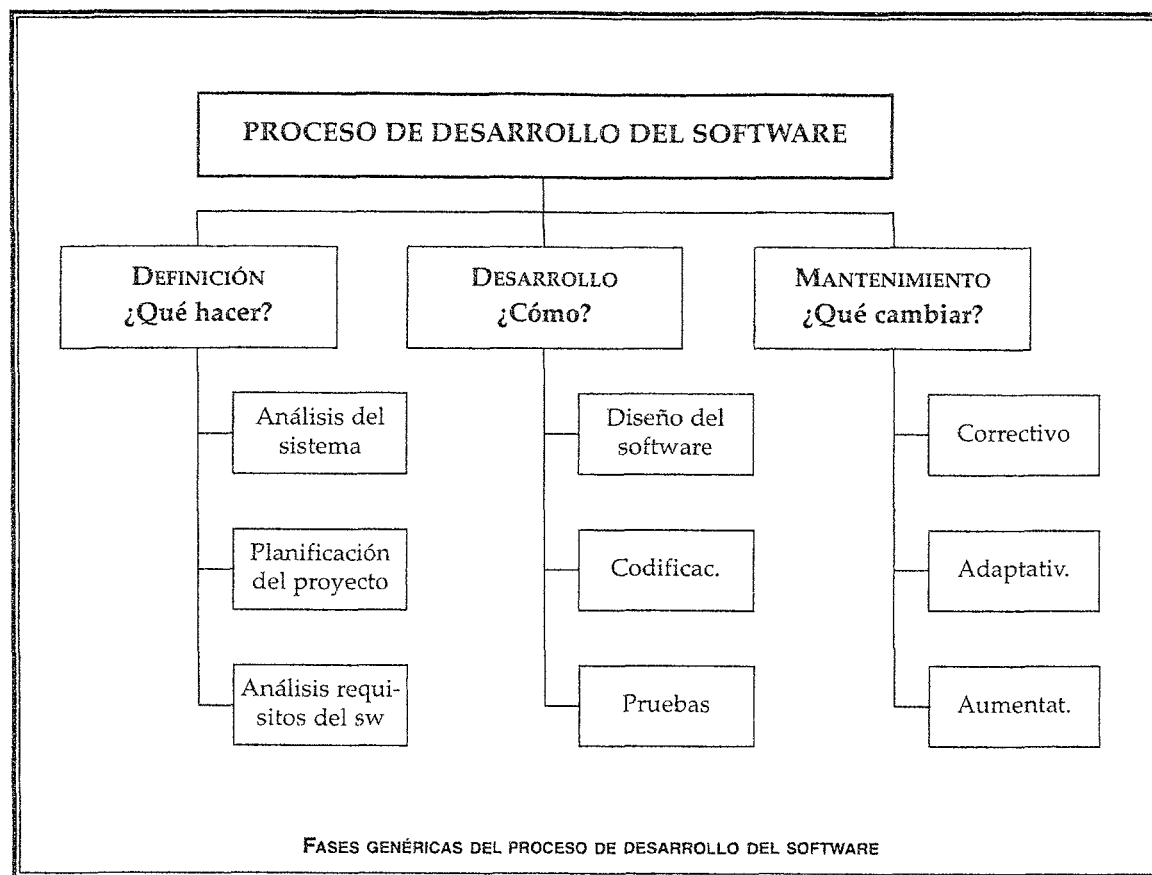 PROCESO DE DESARROLLO DEL SOFTWARE
DEFINICIÓN
¿Qué hacer?
Análisis del
sistema
Planificación
del proyecto
Análisis requi-
sitos del sw
DESARROLLO
¿Cómo?
Diseño del
software
Codificac.
Pruebas
MANTENIMIENTO
¿Qué cambiar?
Correctivo
Adaptativ.
Aumentat.
FASES GENÉRICAS DEL PROCESO DE DESARROLLO DEL SOFTWARE